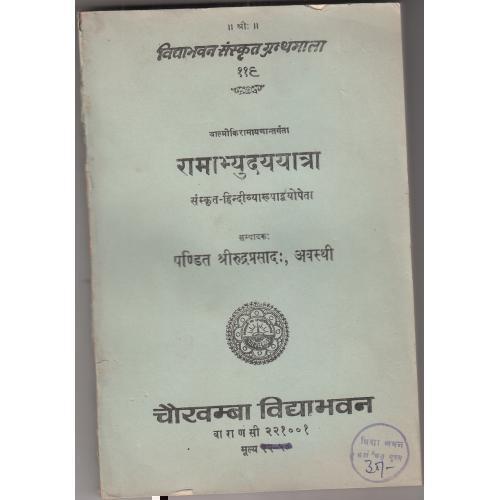 ॥ श्रीः ॥
विद्याभवन संस्कृत ग्रन्थमाला
११९
वाल्मीकिरामायणान्तर्गता
रामाभ्युदययात्रा
संस्कृत-हिन्दीव्याख्याद्वयोपेता
सम्पादकः
पण्डित श्रीरुद्रप्रसादः, अवस्थी
चौखम्बा विद्याभवन
वाराणसी २२१००१
मूल्य
विद्या भवन